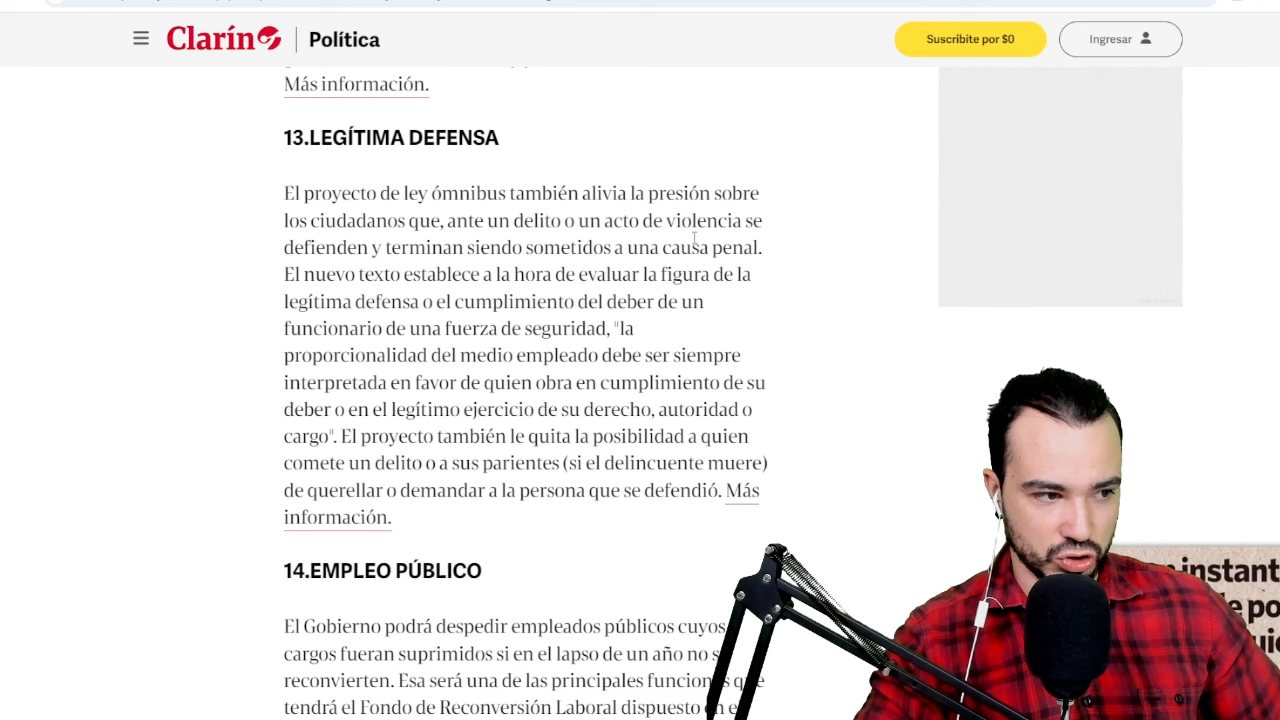 Clarín
Política
Suscribite por $0
Ingresar
Más información.
13.LEGÍTIMA DEFENSA
El proyecto de ley ómnibus también alivia la presión sobre
los ciudadanos que, ante un delito o un acto de violencia se
defienden y terminan siendo sometidos a una causa penal.
El nuevo texto establece a la hora de evaluar la figura de la
legítima defensa o el cumplimiento del deber de un
funcionario de una fuerza de seguridad, "la
proporcionalidad del medio empleado debe ser siempre
interpretada en favor de quien obra en cumplimiento de su
deber o en el legítimo ejercicio de su derecho, autoridad o
cargo". El proyecto también le quita la posibilidad a quien
comete un delito o a sus parientes (si el delincuente muere)
de querellar o demandar a la persona que se defendió. Más
información.
14.EMPLEO PÚBLICO
El Gobierno podrá despedir empleados públicos cuyos
cargos fueran suprimidos si en el lapso de un año no
reconvierten. Esa será una de las principales
tendrá el Fondo de Reconversión Laboral dispuesto